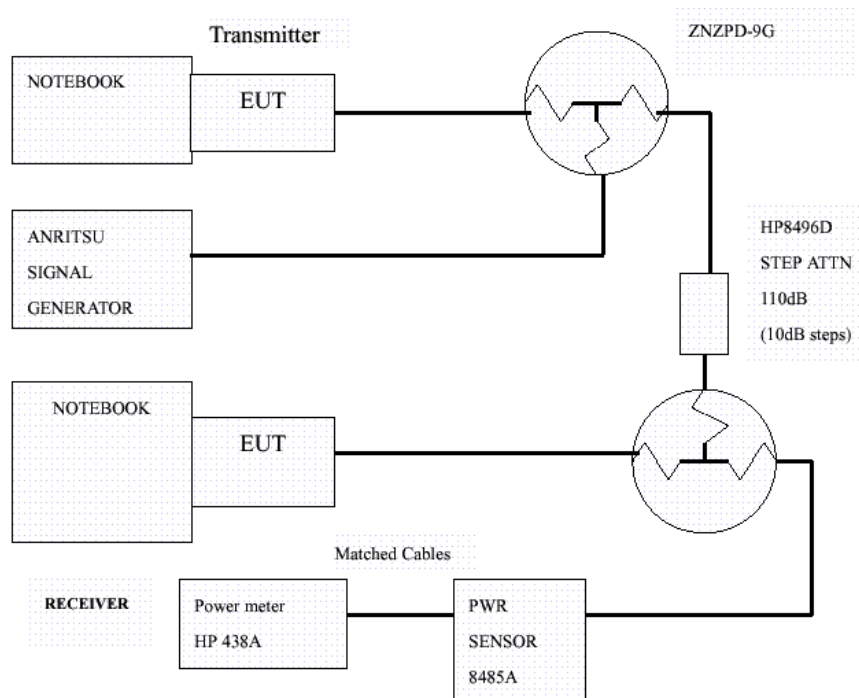 Transmitter
ZNZPD-9G
NOTEBOOK
EUT
ANRITSU
SIGNAL
GENERATOR
HP8496D
STEP ATTN
110dB
(10dB steps)
NOTEBOOK
EUT
Matched Cables
RECEIVER
Power meter
HP 438A
PWR
SENSOR
8485A